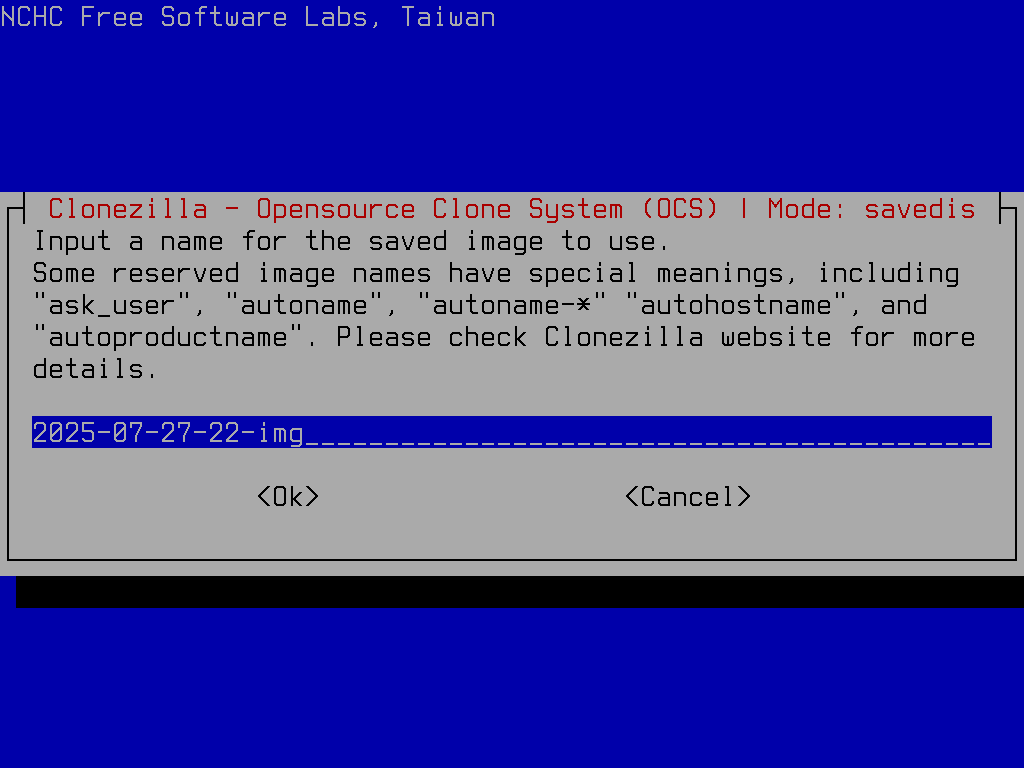 NCHC Free Software Labs, Taiwan
Clonezilla - Opensource Clone System (OCS) | Mode: savedis
Input a name for the saved image to use.
Some reserved image names have special meanings, including
"ask_user", "autoname", "autoname-*" "autohostname", and
"autoproductname". Please check Clonezilla website for more
details.
2025-07-27-22-img___________________________________________
<Ok> <Cancel>